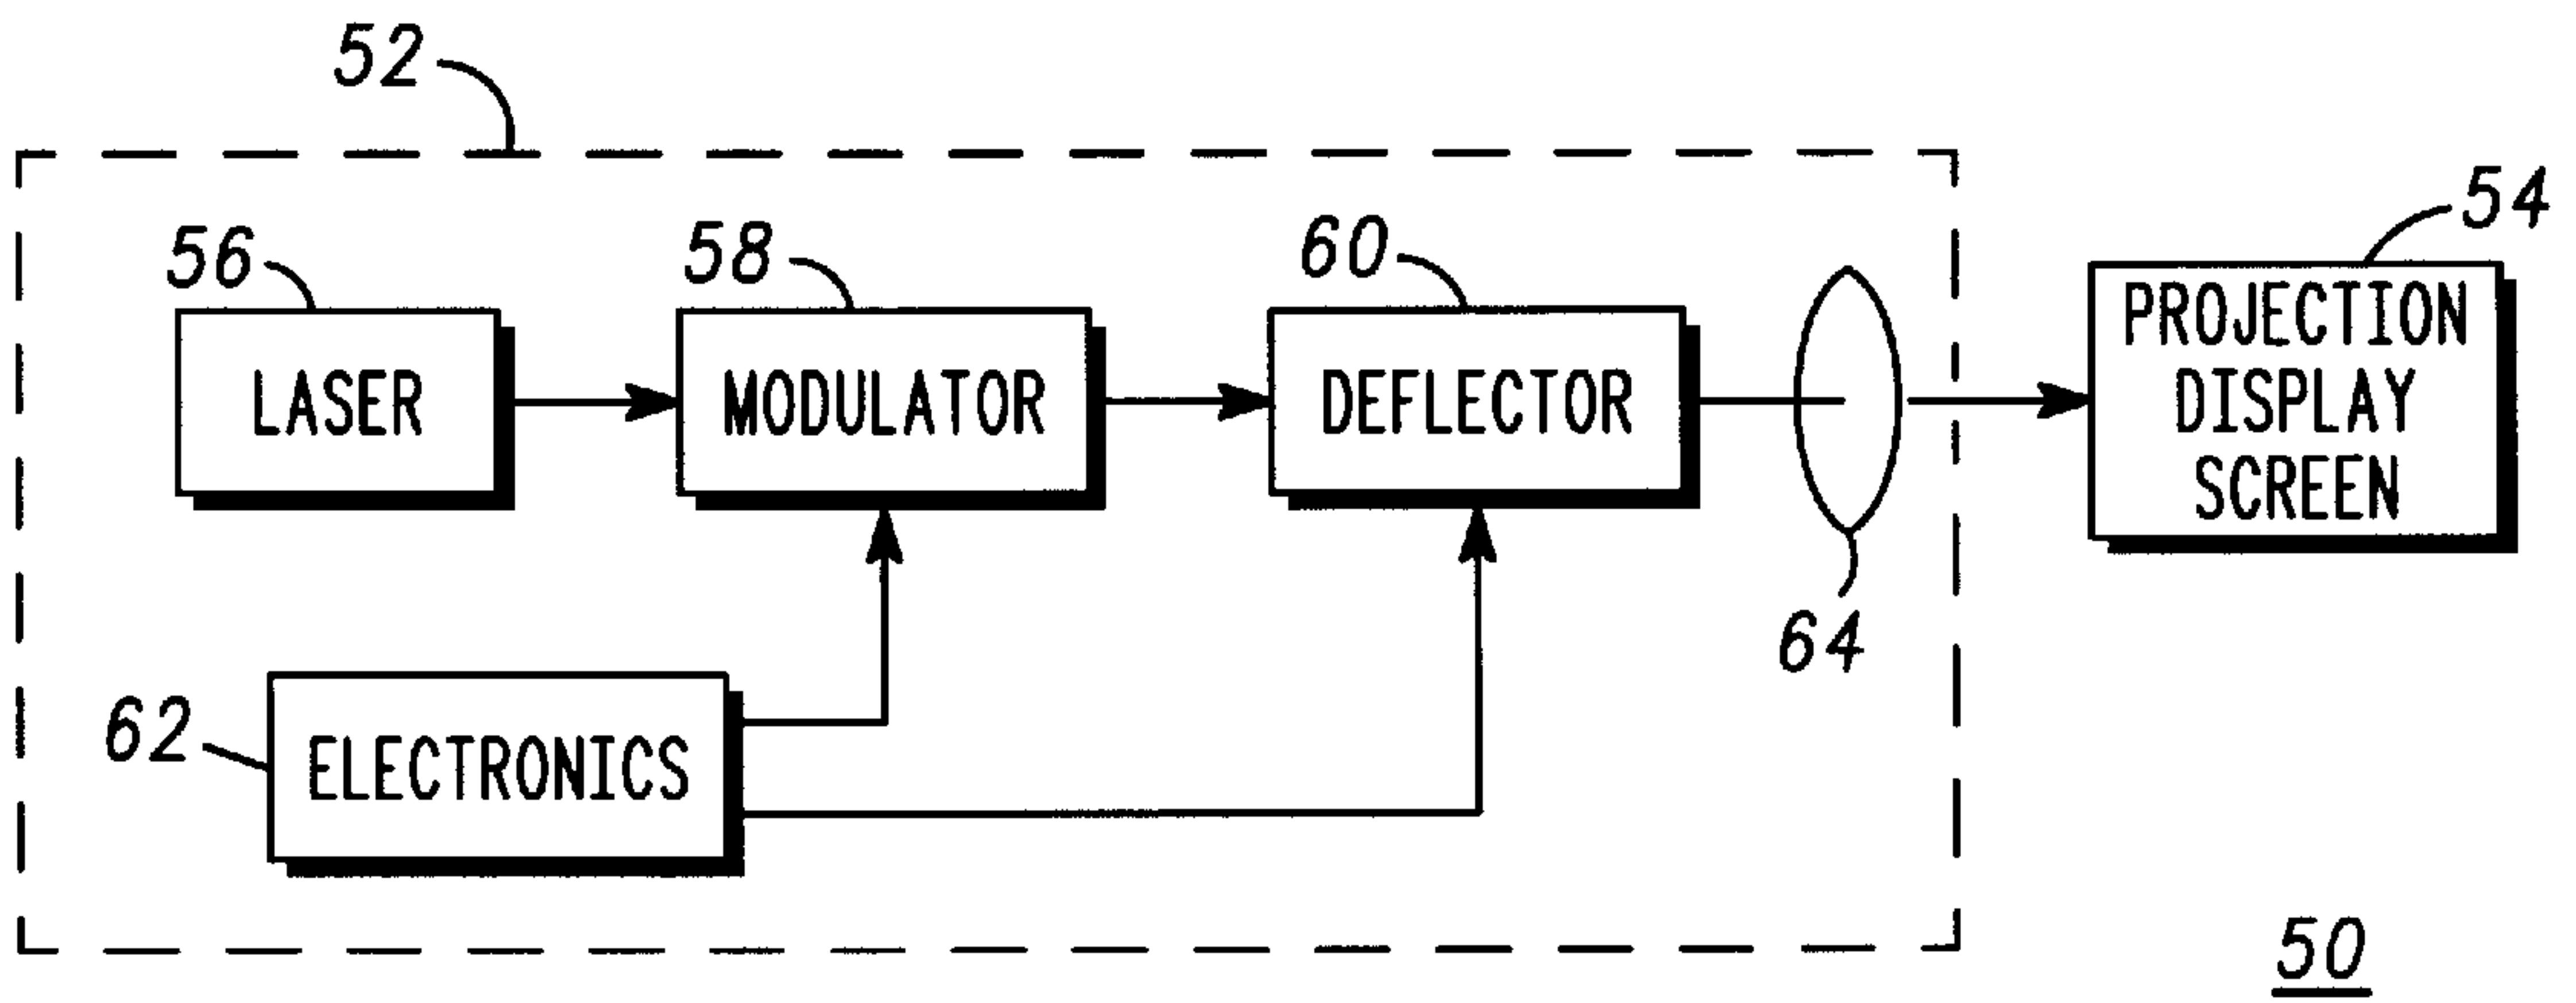 52
54
56
58
60
LASER
MODULATOR
DEFLECTOR
PROJECTION
DISPLAY
SCREEN
64
62
ELECTRONICS
50